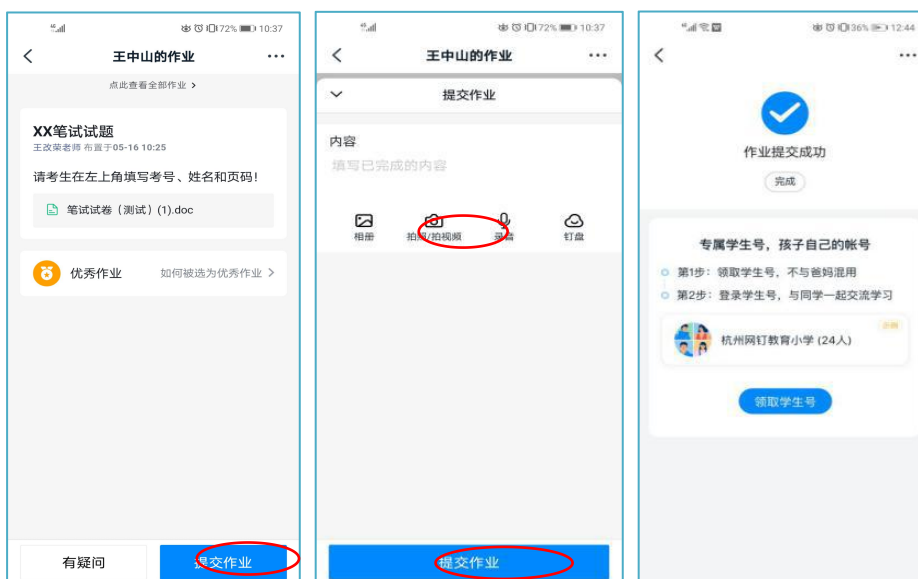 72% 10:37
王中山的作业
点此查看全部作业 >
XX笔试试题
王改荣老师 布置于05-16 10:25
请考生在左上角填写考号、姓名和页码!
笔试试卷（测试）(1).doc
优秀作业 如何被选为优秀作业 >
有疑问 提交作业
72% 10:37
王中山的作业
提交作业
内容
填写已完成的内容
相册 拍照/拍视频 录音 钉盘
提交作业
36% 12:44
作业提交成功
完成
专属学生号，孩子自己的帐号
第1步：领取学生号，不与爸妈混用
第2步：登录学生号，与同学一起交流学习
杭州网钉教育小学 (24人)
领取学生号